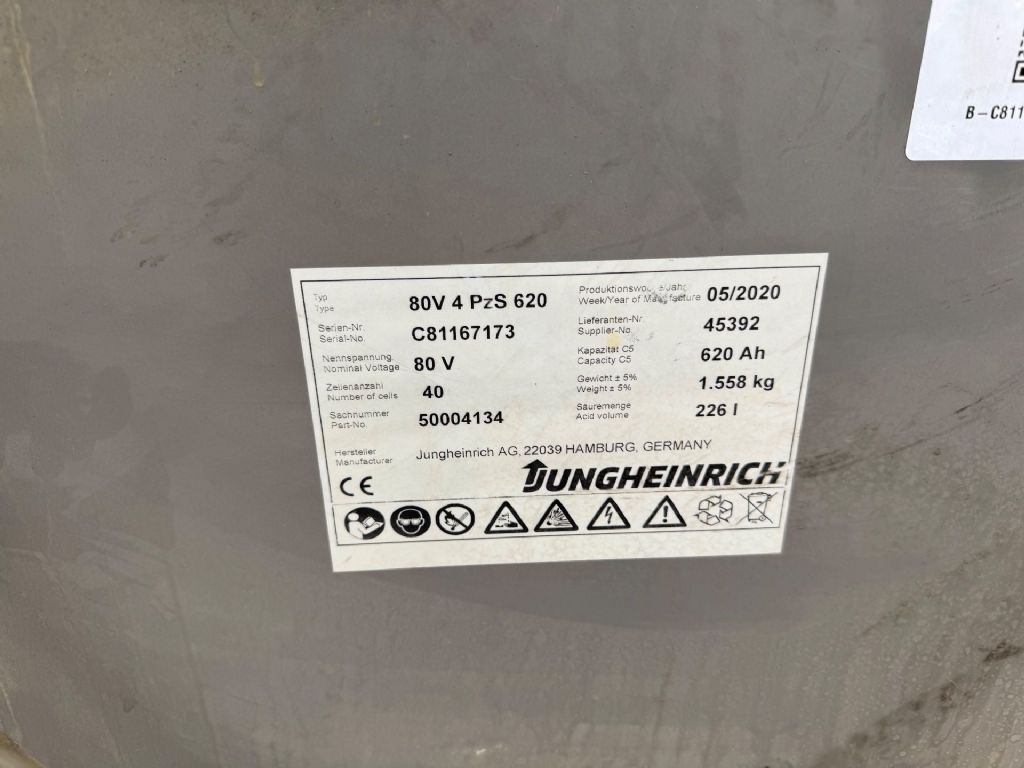 B-C811
Typ 80V 4 PzS 620
Type
Serien-Nr. C81167173
Serial-No.
Nennspannung 80 V
Nominal Voltage
Zellenanzahl 40
Number of cells
Sachnummer 50004134
Part-No.
Produktionswoche/Jahr 05/2020
Week/Year of Manufacture
Lieferanten-Nr. 45392
Supplier-No.
Kapazität C5 620 Ah
Capacity C5
Gewicht ± 5% 1.558 kg
Weight ± 5%
Säuremenge 226 l
Acid volume
Hersteller Jungheinrich AG, 22039 HAMBURG, GERMANY
Manufacturer
JUNGHEINRICH
CE